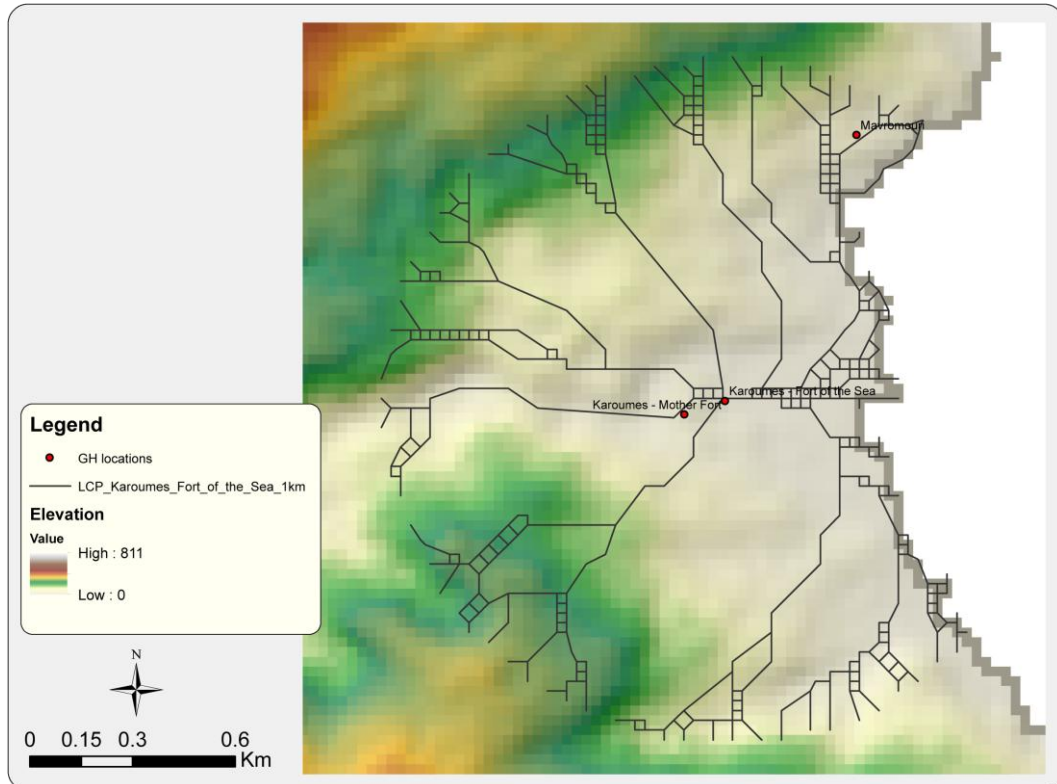 Mavromouri
Karoumes - Fort of the Sea
Karoumes - Mother Fort
Legend
GH locations
LCP_Karoumes_Fort_of_the_Sea_1km
Elevation
Value
High : 811
Low : 0
N
0 0.15 0.3 0.6
Km